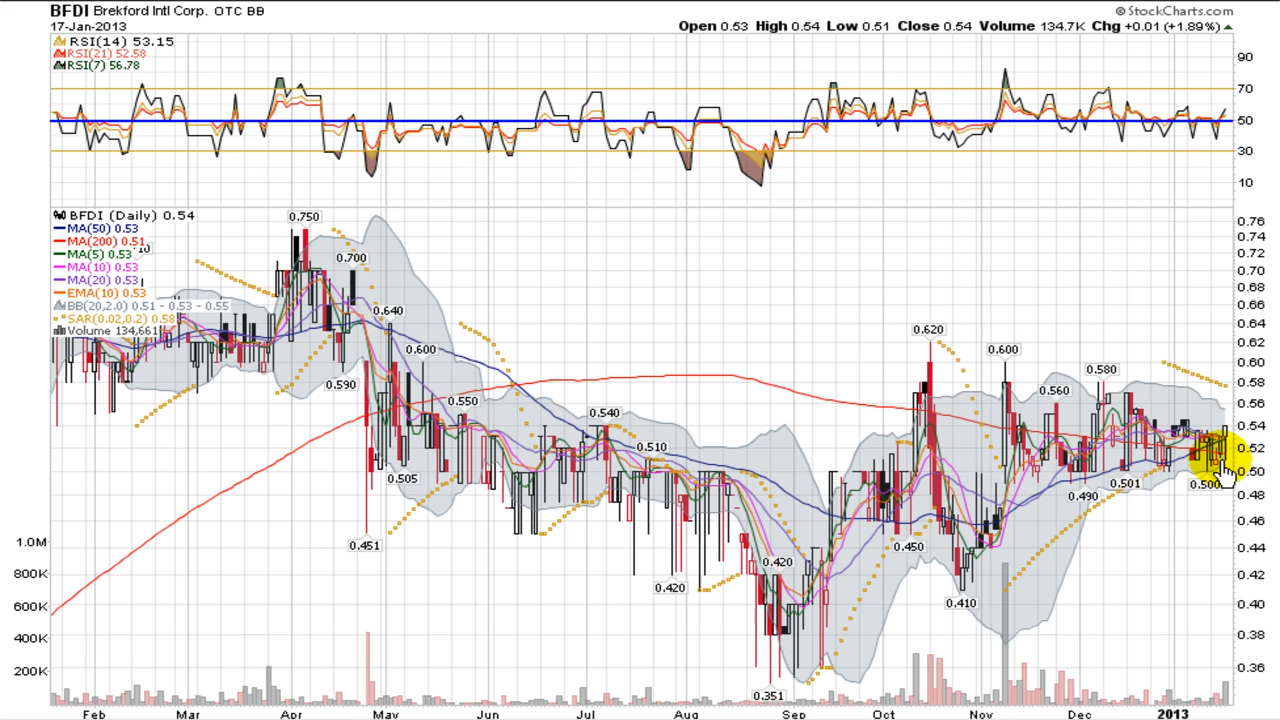 BFDI Brekford Intl Corp. OTC BB
© StockCharts.com
17-Jan-2013
Open 0.53 High 0.54 Low 0.51 Close 0.54 Volume 134.7K Chg +0.01 (+1.89%)
RSI(14) 53.15
RSI(21) 52.58
RSI(7) 56.78
90
70
50
30
10
BFDI (Daily) 0.54
MA(50) 0.53
MA(200) 0.51
MA(5) 0.53
MA(10) 0.53
MA(20) 0.53
EMA(10) 0.53
BB(20,2.0) 0.51 - 0.53 - 0.55
SAR(0.02,0.2) 0.58
Volume 134,661
0.750
0.700
0.640
0.590
0.600
0.550
0.505
0.451
0.540
0.510
0.420
0.420
0.351
0.620
0.450
0.410
0.600
0.560
0.580
0.490
0.501
0.500
0.76
0.74
0.72
0.70
0.68
0.66
0.64
0.62
0.60
0.58
0.56
0.54
0.52
0.50
0.48
0.46
0.44
0.42
0.40
0.38
0.36
1.0M
800K
600K
400K
200K
Feb Mar Apr May Jun Jul Aug Sep Oct Nov Dec 2013